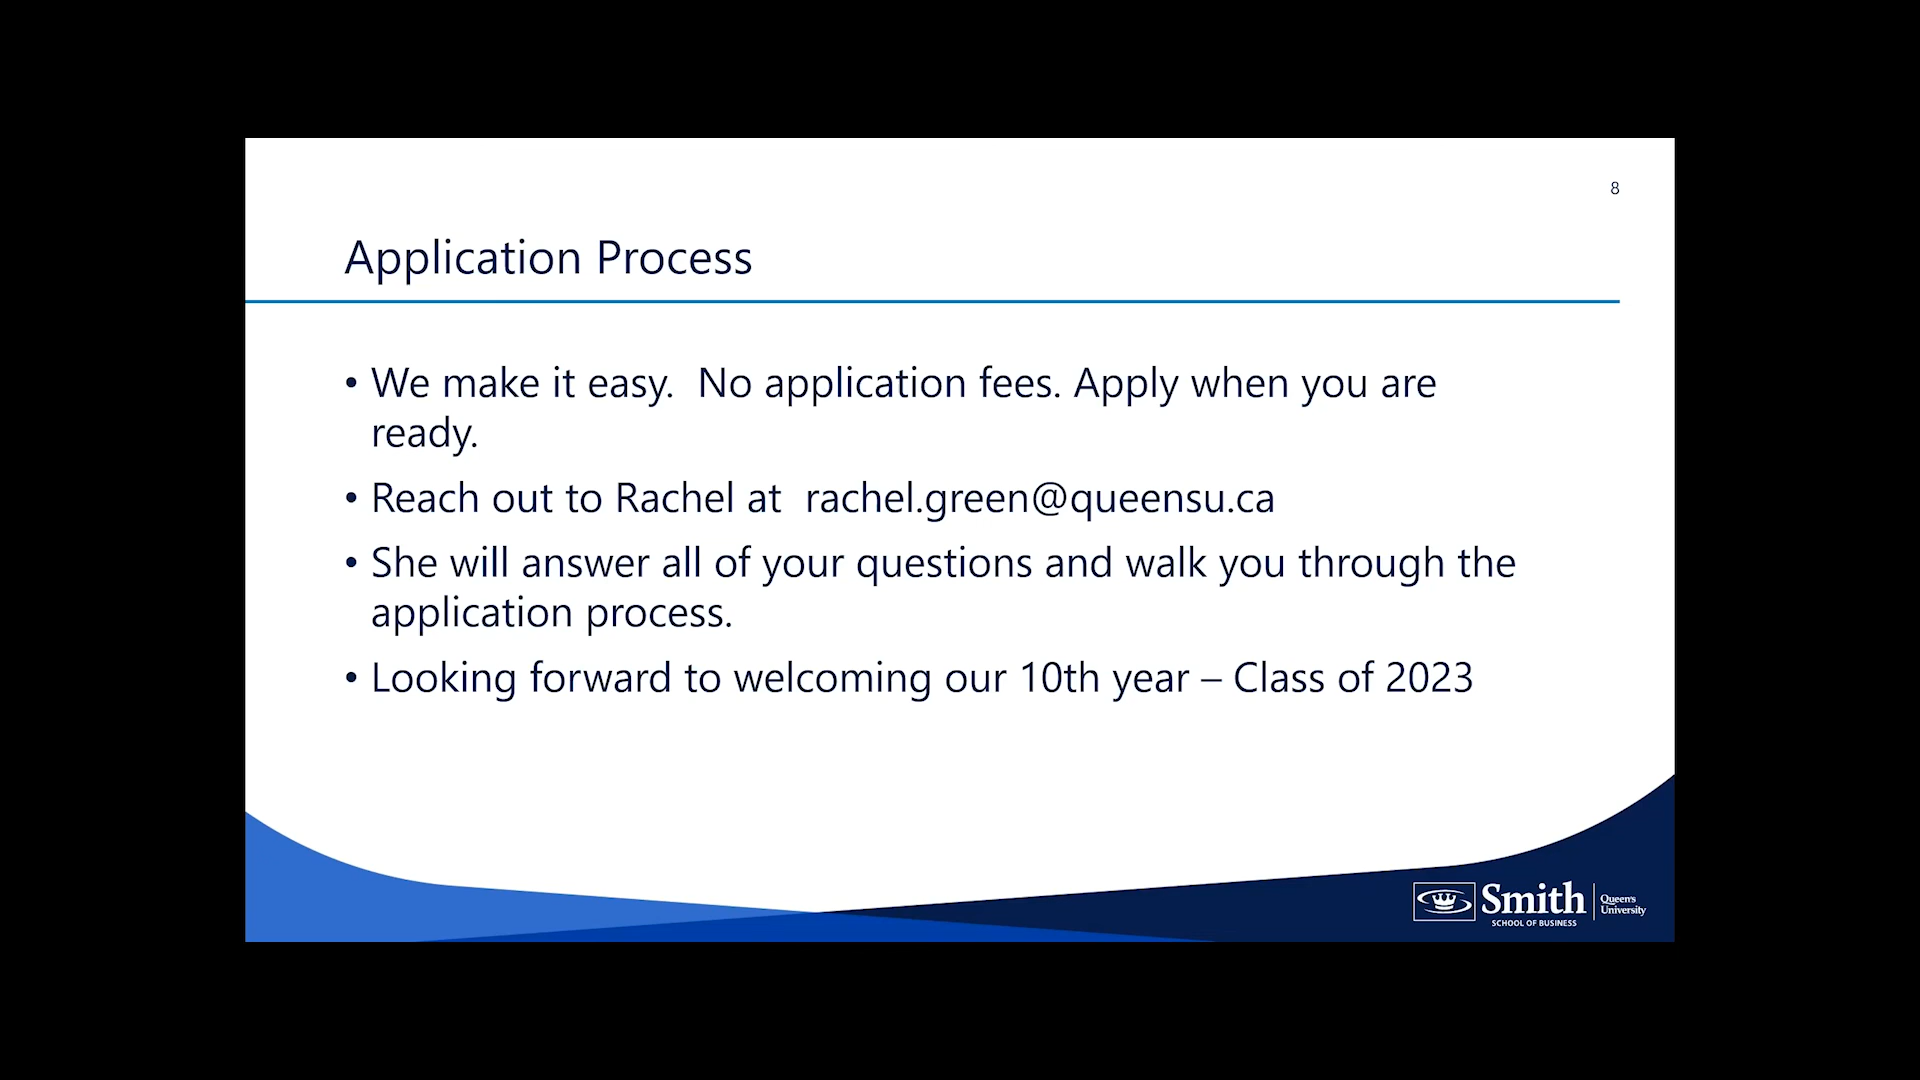 8
Application Process
• We make it easy.  No application fees. Apply when you are
ready.
• Reach out to Rachel at  rachel.green@queensu.ca
• She will answer all of your questions and walk you through the
application process.
• Looking forward to welcoming our 10th year – Class of 2023
Smith
SCHOOL OF BUSINESS
Queen's
University